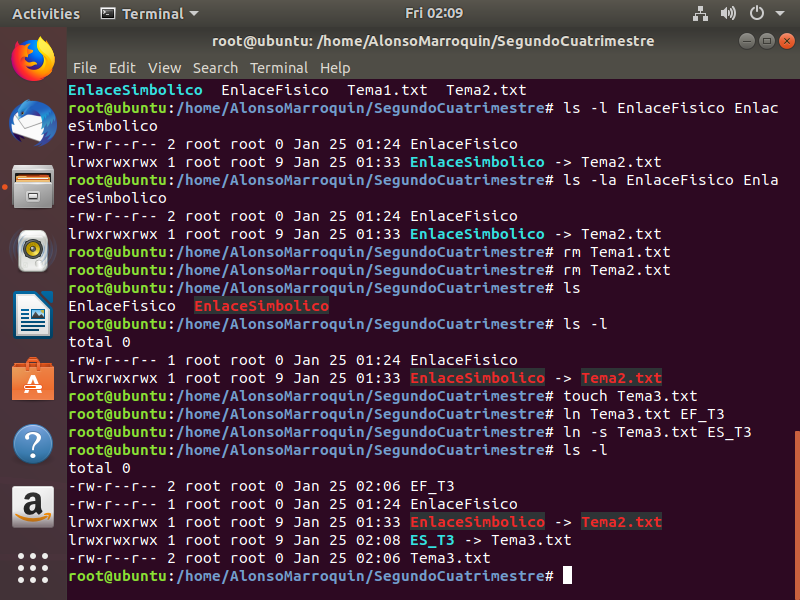 Activities Terminal Fri 02:09
root@ubuntu: /home/AlonsoMarroquin/SegundoCuatrimestre
File Edit View Search Terminal Help
EnlaceSimbolico EnlaceFisico Tema1.txt Tema2.txt
root@ubuntu:/home/AlonsoMarroquin/SegundoCuatrimestre# ls -l EnlaceFisico Enlac
eSimbolico
-rw-r--r-- 2 root root 0 Jan 25 01:24 EnlaceFisico
lrwxrwxrwx 1 root root 9 Jan 25 01:33 EnlaceSimbolico -> Tema2.txt
root@ubuntu:/home/AlonsoMarroquin/SegundoCuatrimestre# ls -la EnlaceFisico Enla
ceSimbolico
-rw-r--r-- 2 root root 0 Jan 25 01:24 EnlaceFisico
lrwxrwxrwx 1 root root 9 Jan 25 01:33 EnlaceSimbolico -> Tema2.txt
root@ubuntu:/home/AlonsoMarroquin/SegundoCuatrimestre# rm Tema1.txt
root@ubuntu:/home/AlonsoMarroquin/SegundoCuatrimestre# rm Tema2.txt
root@ubuntu:/home/AlonsoMarroquin/SegundoCuatrimestre# ls
EnlaceFisico EnlaceSimbolico
root@ubuntu:/home/AlonsoMarroquin/SegundoCuatrimestre# ls -l
total 0
-rw-r--r-- 1 root root 0 Jan 25 01:24 EnlaceFisico
lrwxrwxrwx 1 root root 9 Jan 25 01:33 EnlaceSimbolico -> Tema2.txt
root@ubuntu:/home/AlonsoMarroquin/SegundoCuatrimestre# touch Tema3.txt
root@ubuntu:/home/AlonsoMarroquin/SegundoCuatrimestre# ln Tema3.txt EF_T3
root@ubuntu:/home/AlonsoMarroquin/SegundoCuatrimestre# ln -s Tema3.txt ES_T3
root@ubuntu:/home/AlonsoMarroquin/SegundoCuatrimestre# ls -l
total 0
-rw-r--r-- 2 root root 0 Jan 25 02:06 EF_T3
-rw-r--r-- 1 root root 0 Jan 25 01:24 EnlaceFisico
lrwxrwxrwx 1 root root 9 Jan 25 01:33 EnlaceSimbolico -> Tema2.txt
lrwxrwxrwx 1 root root 9 Jan 25 02:08 ES_T3 -> Tema3.txt
-rw-r--r-- 2 root root 0 Jan 25 02:06 Tema3.txt
root@ubuntu:/home/AlonsoMarroquin/SegundoCuatrimestre#